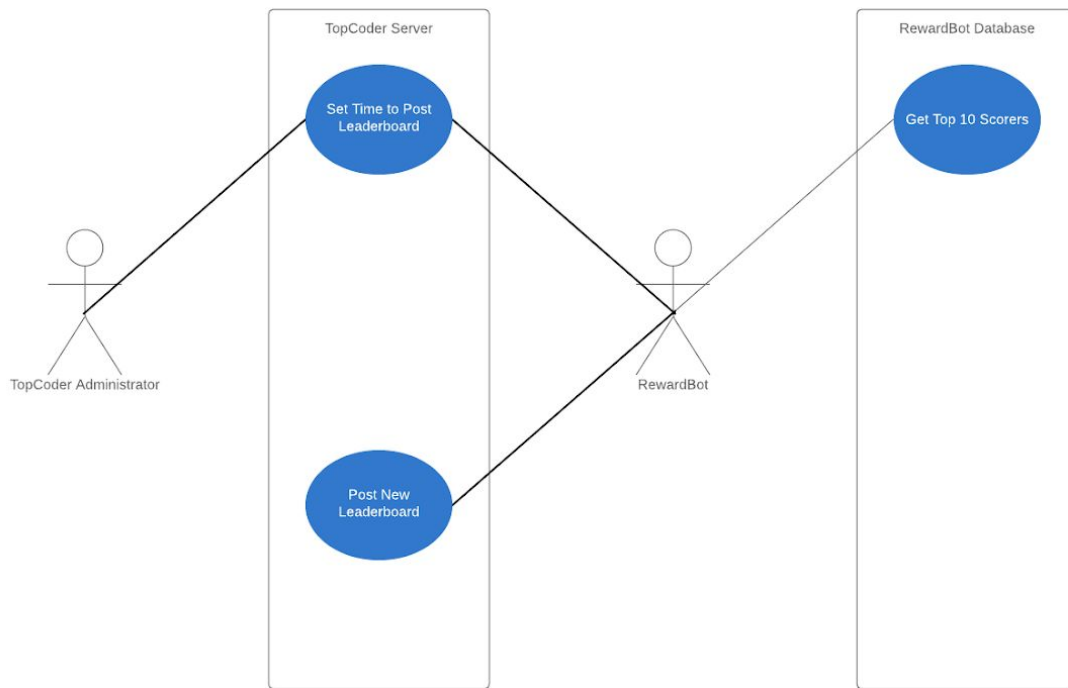 TopCoder Server
RewardBot Database
Set Time to Post
Leaderboard
Get Top 10 Scorers
TopCoder Administrator
RewardBot
Post New
Leaderboard